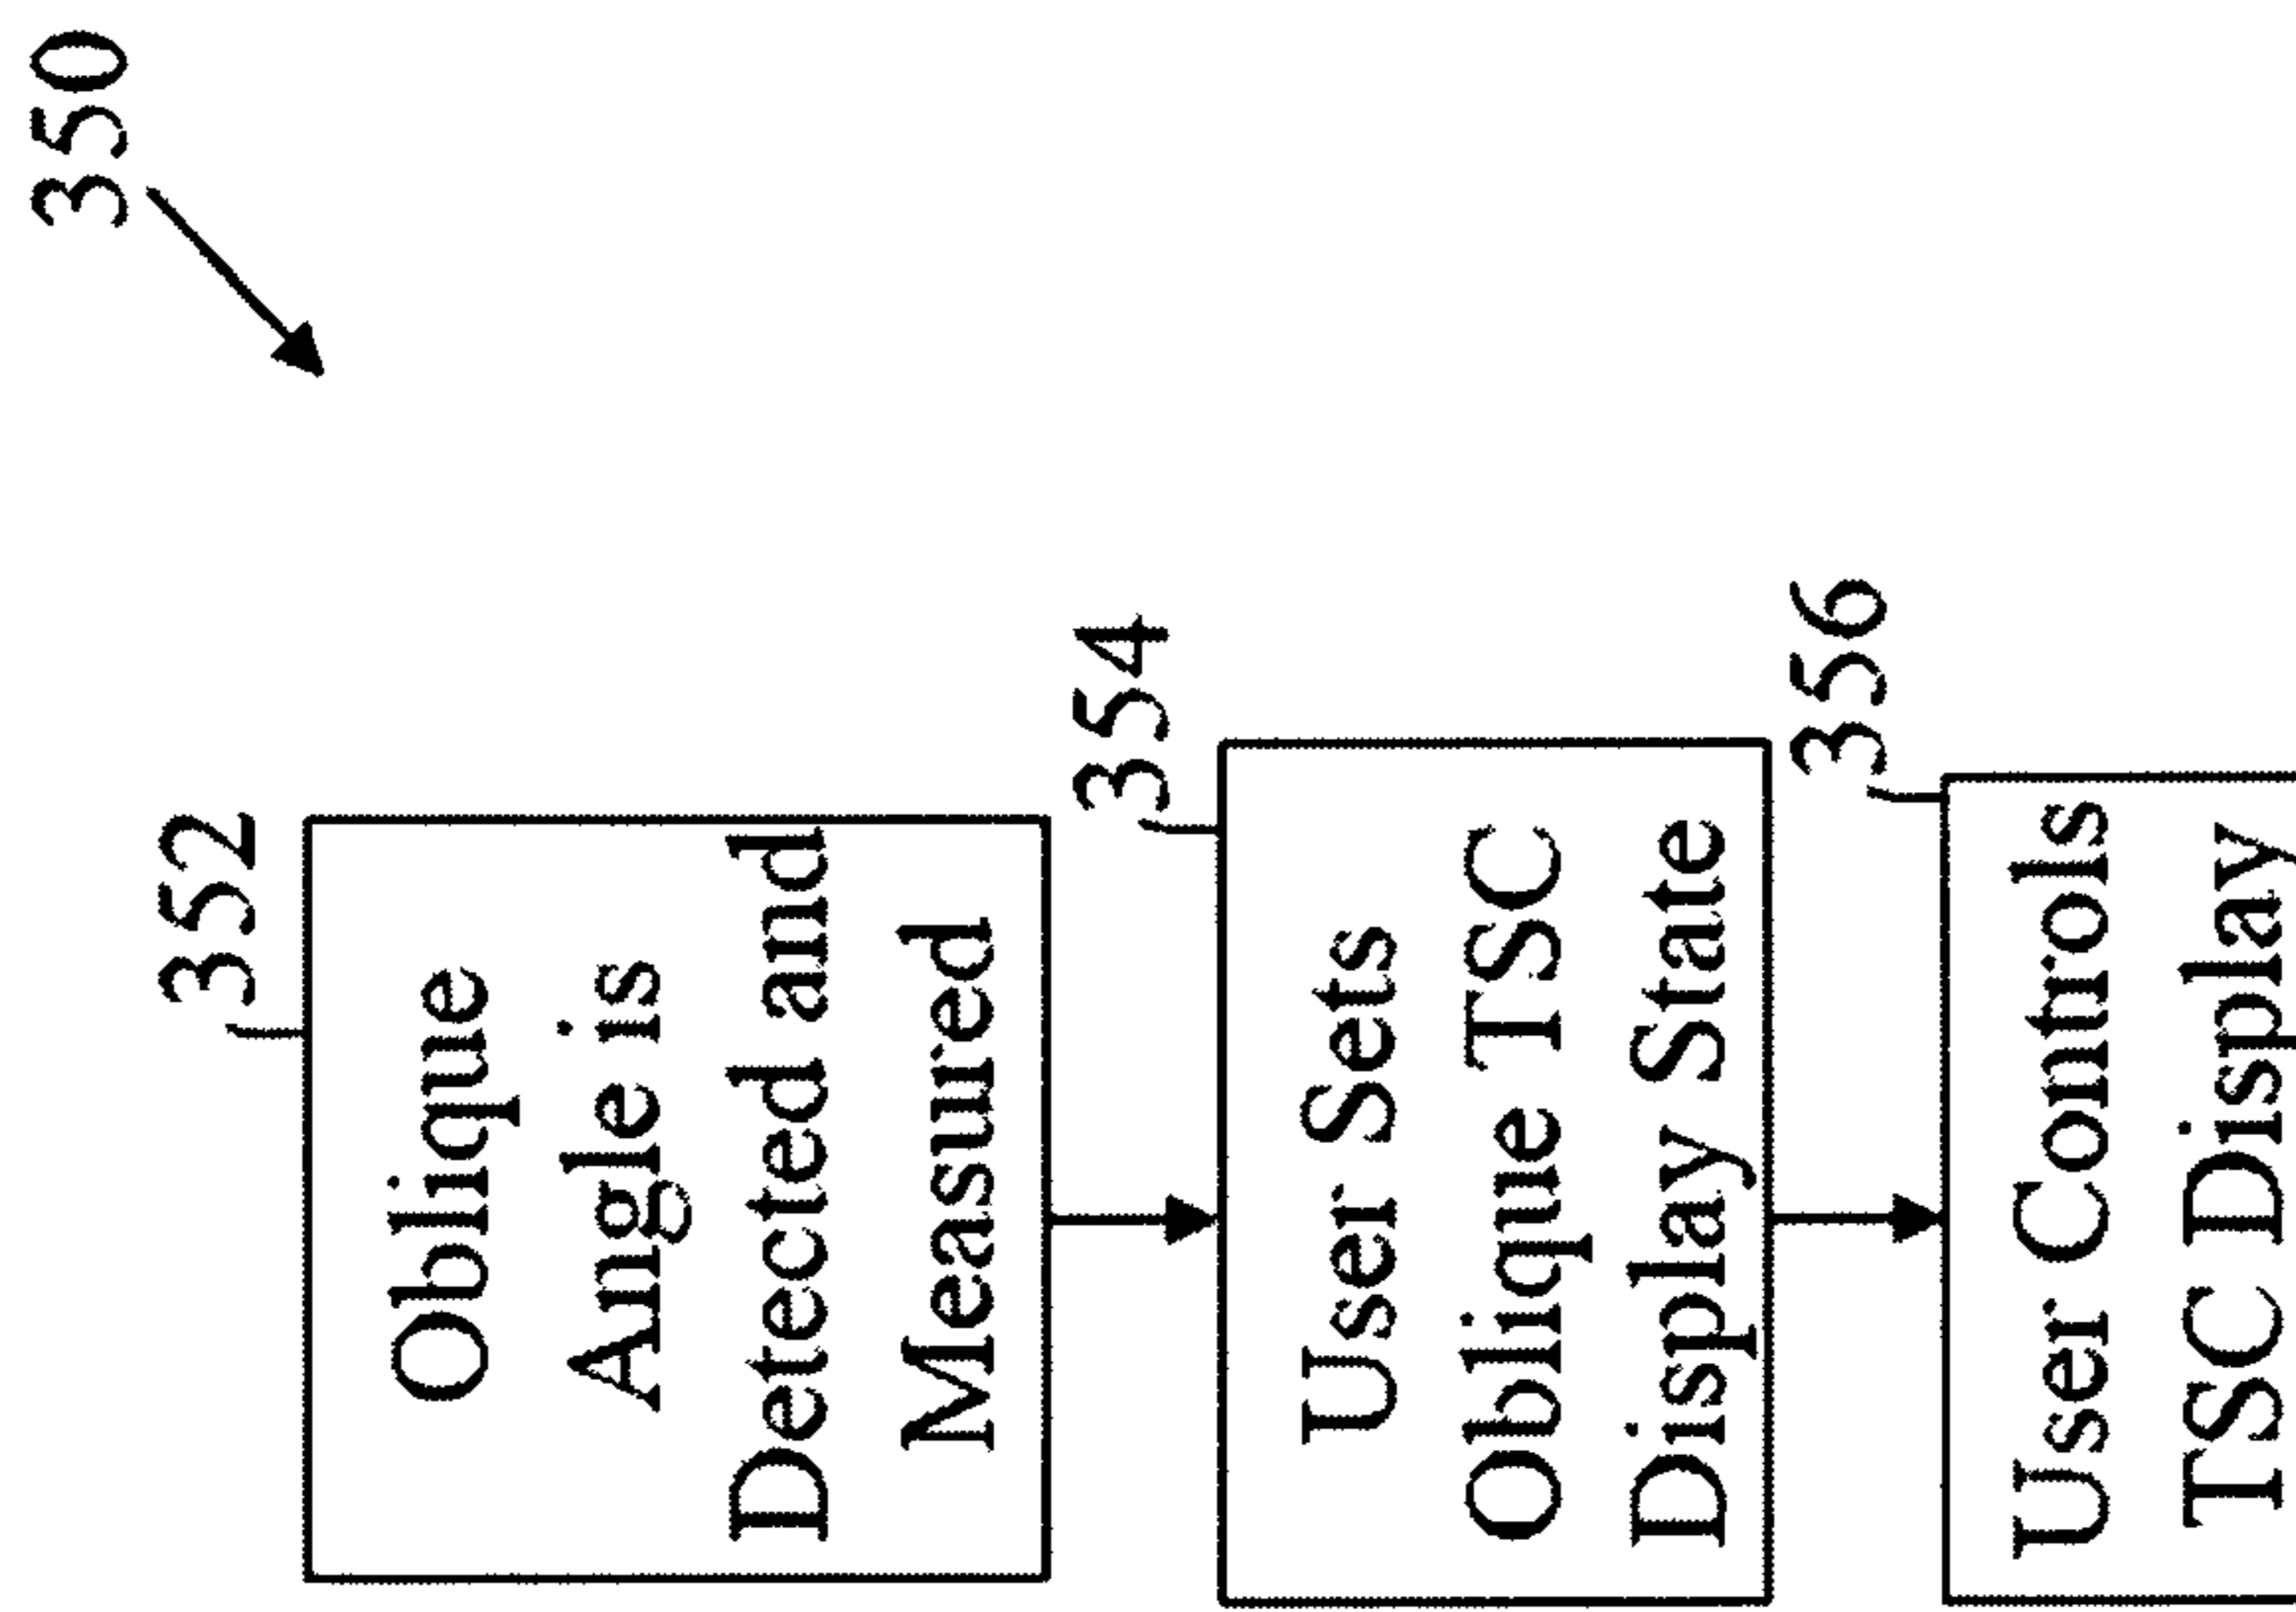 350
352
Oblique
Angle is
Detected and
Measured
354
User Sets
Oblique TSC
Display State
356
User Controls
TSC Display